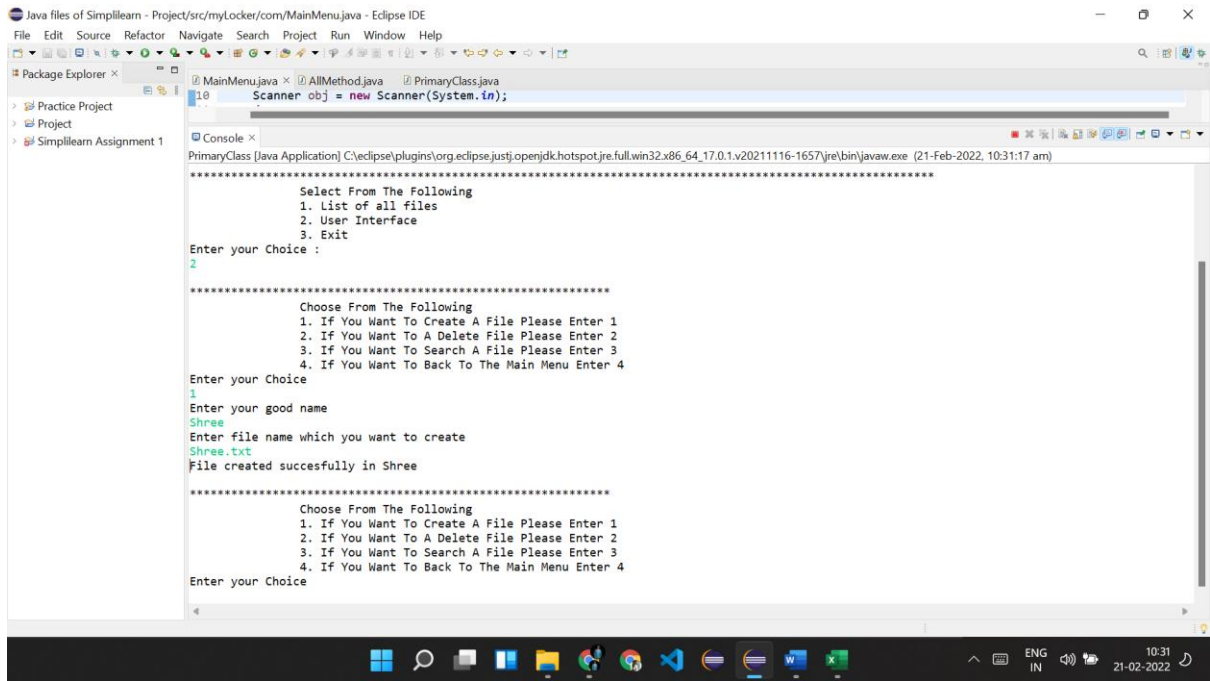 Java files of Simplilearn - Project/src/myLocker/com/MainMenu.java - Eclipse IDE
File Edit Source Refactor Navigate Search Project Run Window Help
Package Explorer
Practice Project
Project
Simplilearn Assignment 1
MainMenu.java AllMethod.java PrimaryClass.java
10 Scanner obj = new Scanner(System.in);
Console
PrimaryClass [Java Application] C:\eclipse\plugins\org.eclipse.justj.openjdk.hotspot.jre.full.win32.x86_64_17.0.1.v20211116-1657\jre\bin\javaw.exe (21-Feb-2022, 10:31:17 am)
************************************************************************************************************
Select From The Following
1. List of all files
2. User Interface
3. Exit
Enter your Choice :
2
*************************************************************
Choose From The Following
1. If You Want To Create A File Please Enter 1
2. If You Want To A Delete File Please Enter 2
3. If You Want To Search A File Please Enter 3
4. If You Want To Back To The Main Menu Enter 4
Enter your Choice
1
Enter your good name
Shree
Enter file name which you want to create
Shree.txt
File created succesfully in Shree
*************************************************************
Choose From The Following
1. If You Want To Create A File Please Enter 1
2. If You Want To A Delete File Please Enter 2
3. If You Want To Search A File Please Enter 3
4. If You Want To Back To The Main Menu Enter 4
Enter your Choice
ENG
IN
10:31
21-02-2022